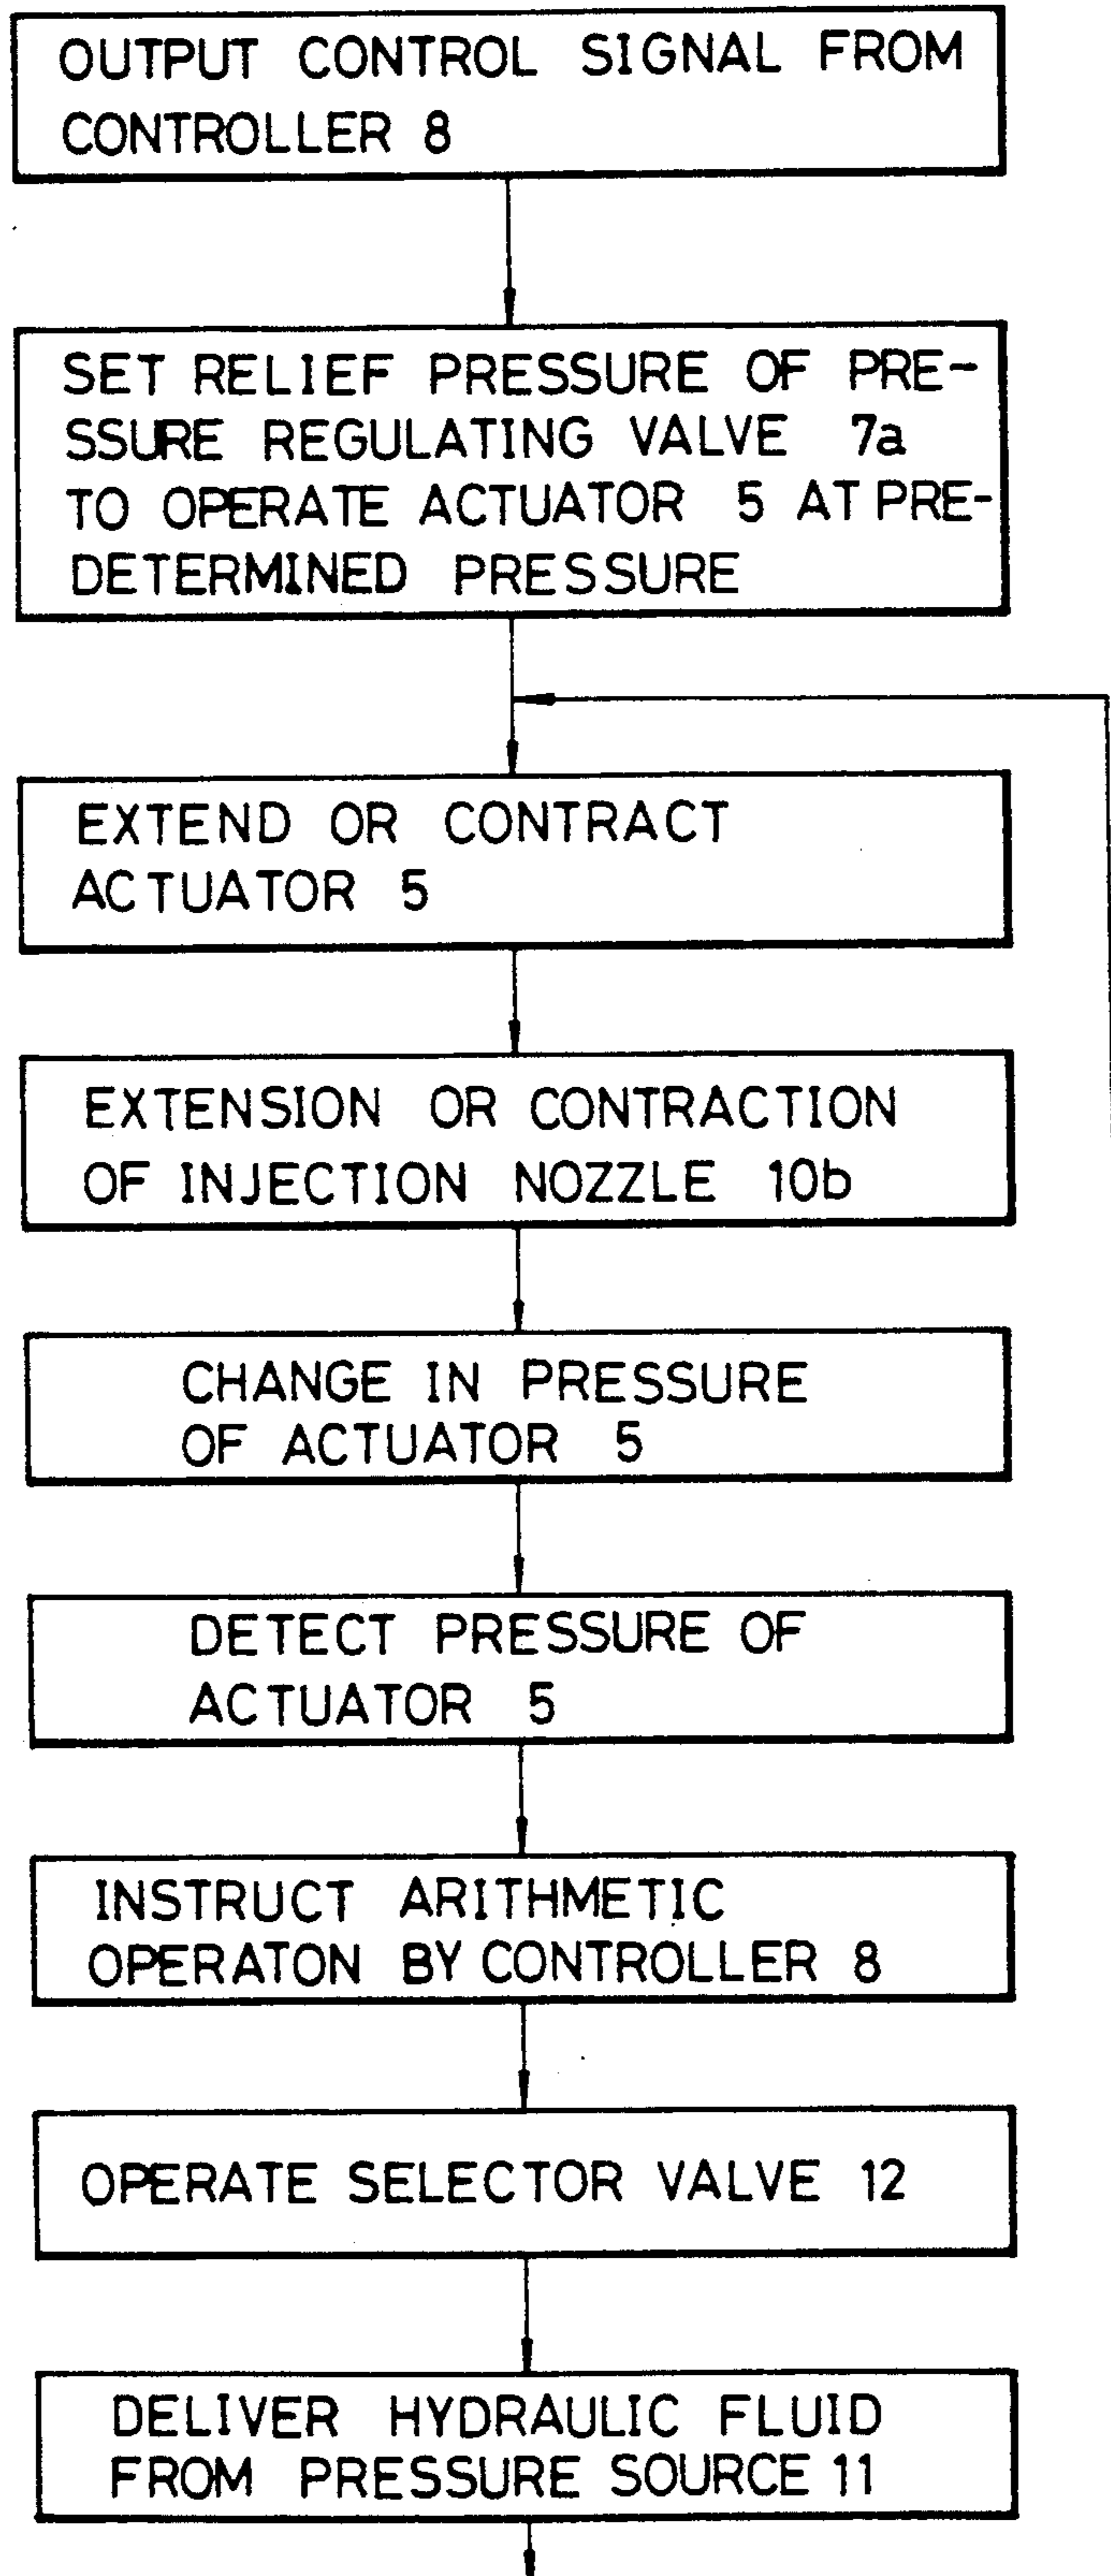 OUTPUT CONTROL SIGNAL FROM
CONTROLLER 8
SET RELIEF PRESSURE OF PRE-
SSURE REGULATING VALVE 7a
TO OPERATE ACTUATOR 5 AT PRE-
DETERMINED PRESSURE
EXTEND OR CONTRACT
ACTUATOR 5
EXTENSION OR CONTRACTION
OF INJECTION NOZZLE 10b
CHANGE IN PRESSURE
OF ACTUATOR 5
DETECT PRESSURE OF
ACTUATOR 5
INSTRUCT ARITHMETIC
OPERATON BY CONTROLLER 8
OPERATE SELECTOR VALVE 12
DELIVER HYDRAULIC FLUID
FROM PRESSURE SOURCE 11